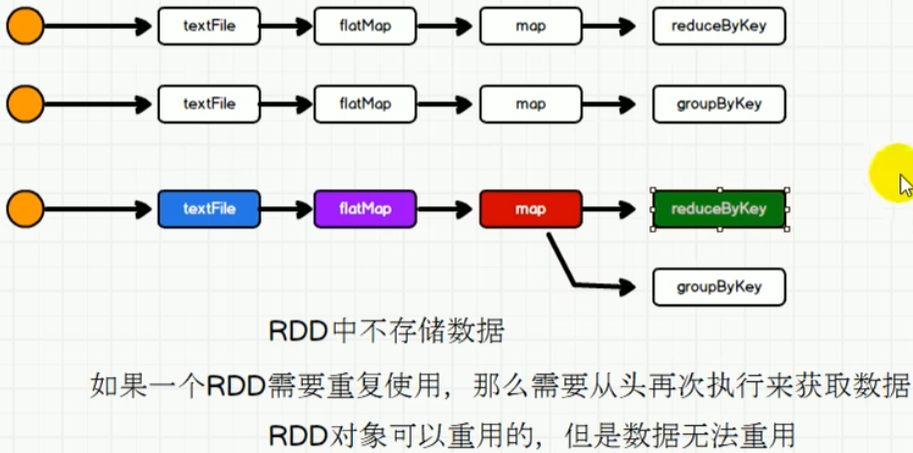 textFile flatMap map reduceByKey
textFile flatMap map groupByKey
textFile flatMap map reduceByKey
groupByKey
RDD中不存储数据
如果一个RDD需要重复使用，那么需要从头再次执行来获取数据
RDD对象可以重用的，但是数据无法重用